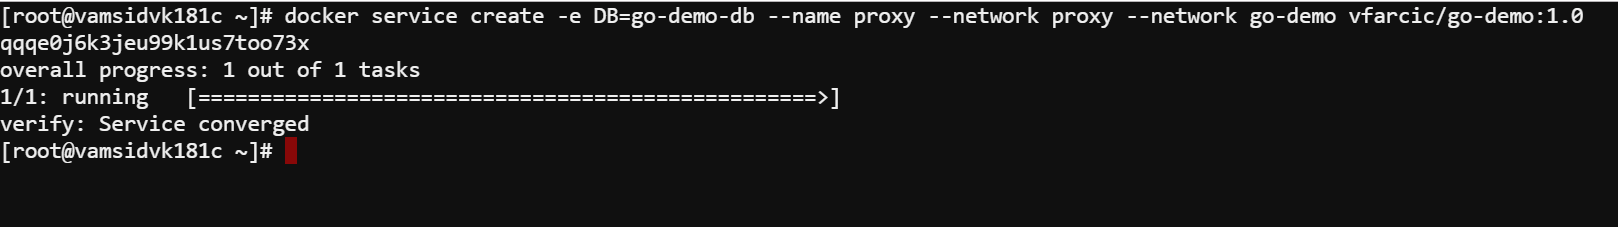 [root@vamsidvk181c ~]# docker service create -e DB=go-demo-db --name proxy --network proxy --network go-demo vfarcic/go-demo:1.0
qqqe0j6k3jeu99k1us7too73x
overall progress: 1 out of 1 tasks
1/1: running   [==================================================>]
verify: Service converged
[root@vamsidvk181c ~]#